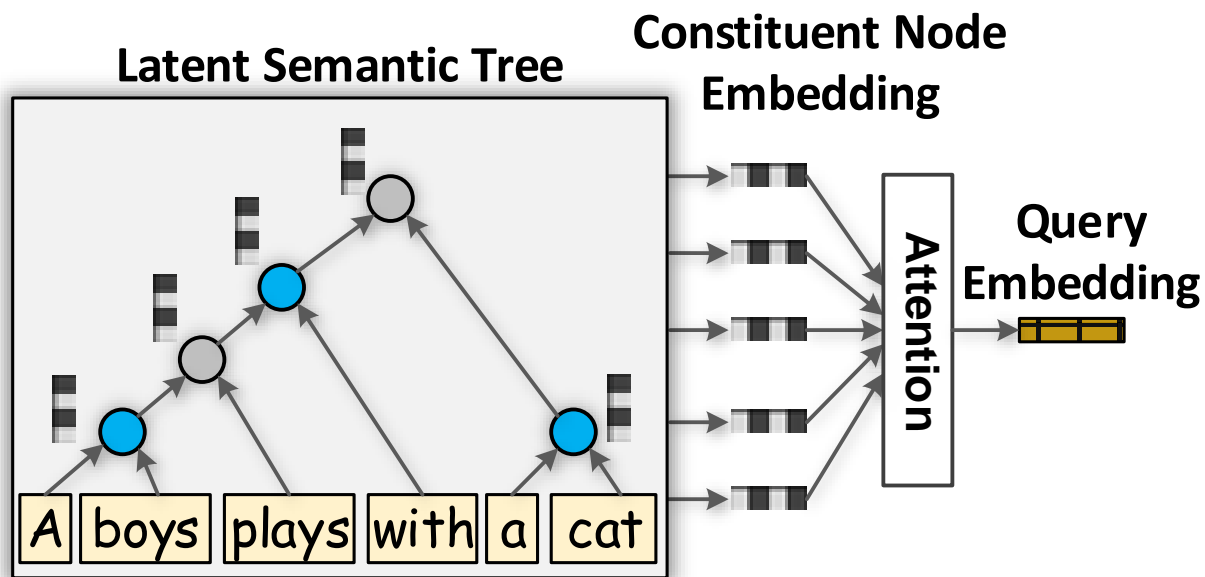 Latent Semantic Tree
Constituent Node
Embedding
Attention
Query
Embedding
A boys plays with a cat